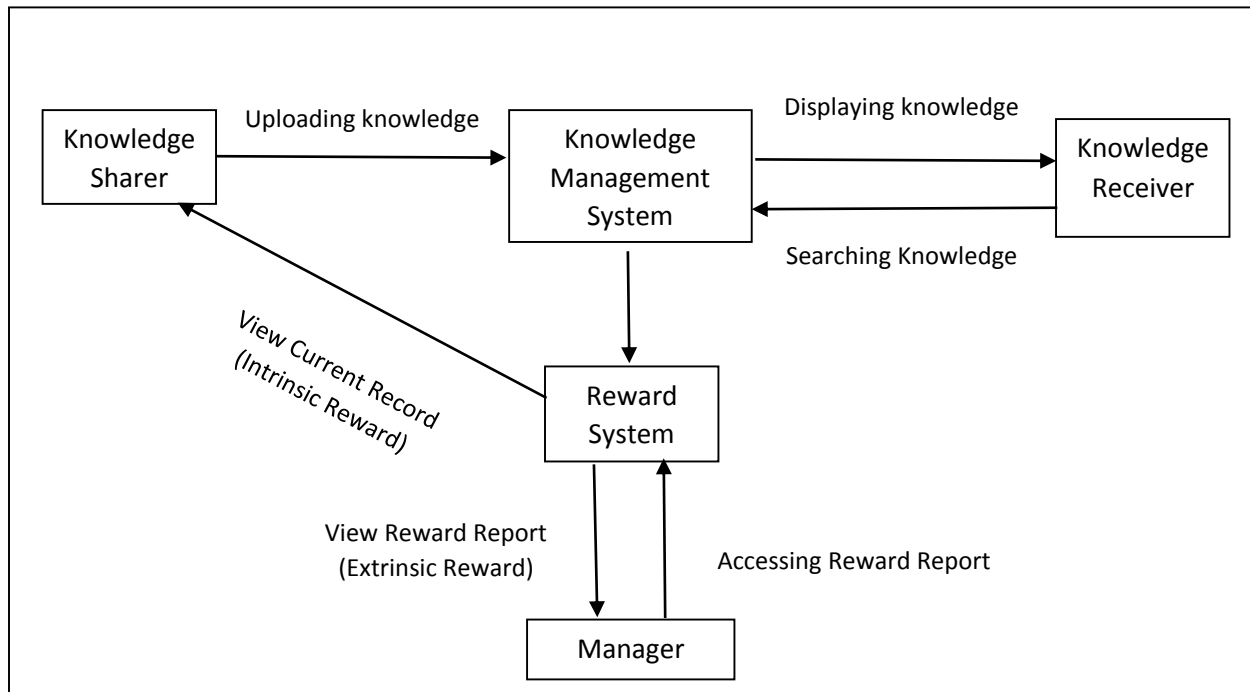 Uploading knowledge
Displaying knowledge
Knowledge
Sharer
Knowledge
Management
System
Knowledge
Receiver
Searching Knowledge
View Current Record
(Intrinsic Reward)
Reward
System
View Reward Report
(Extrinsic Reward)
Accessing Reward Report
Manager